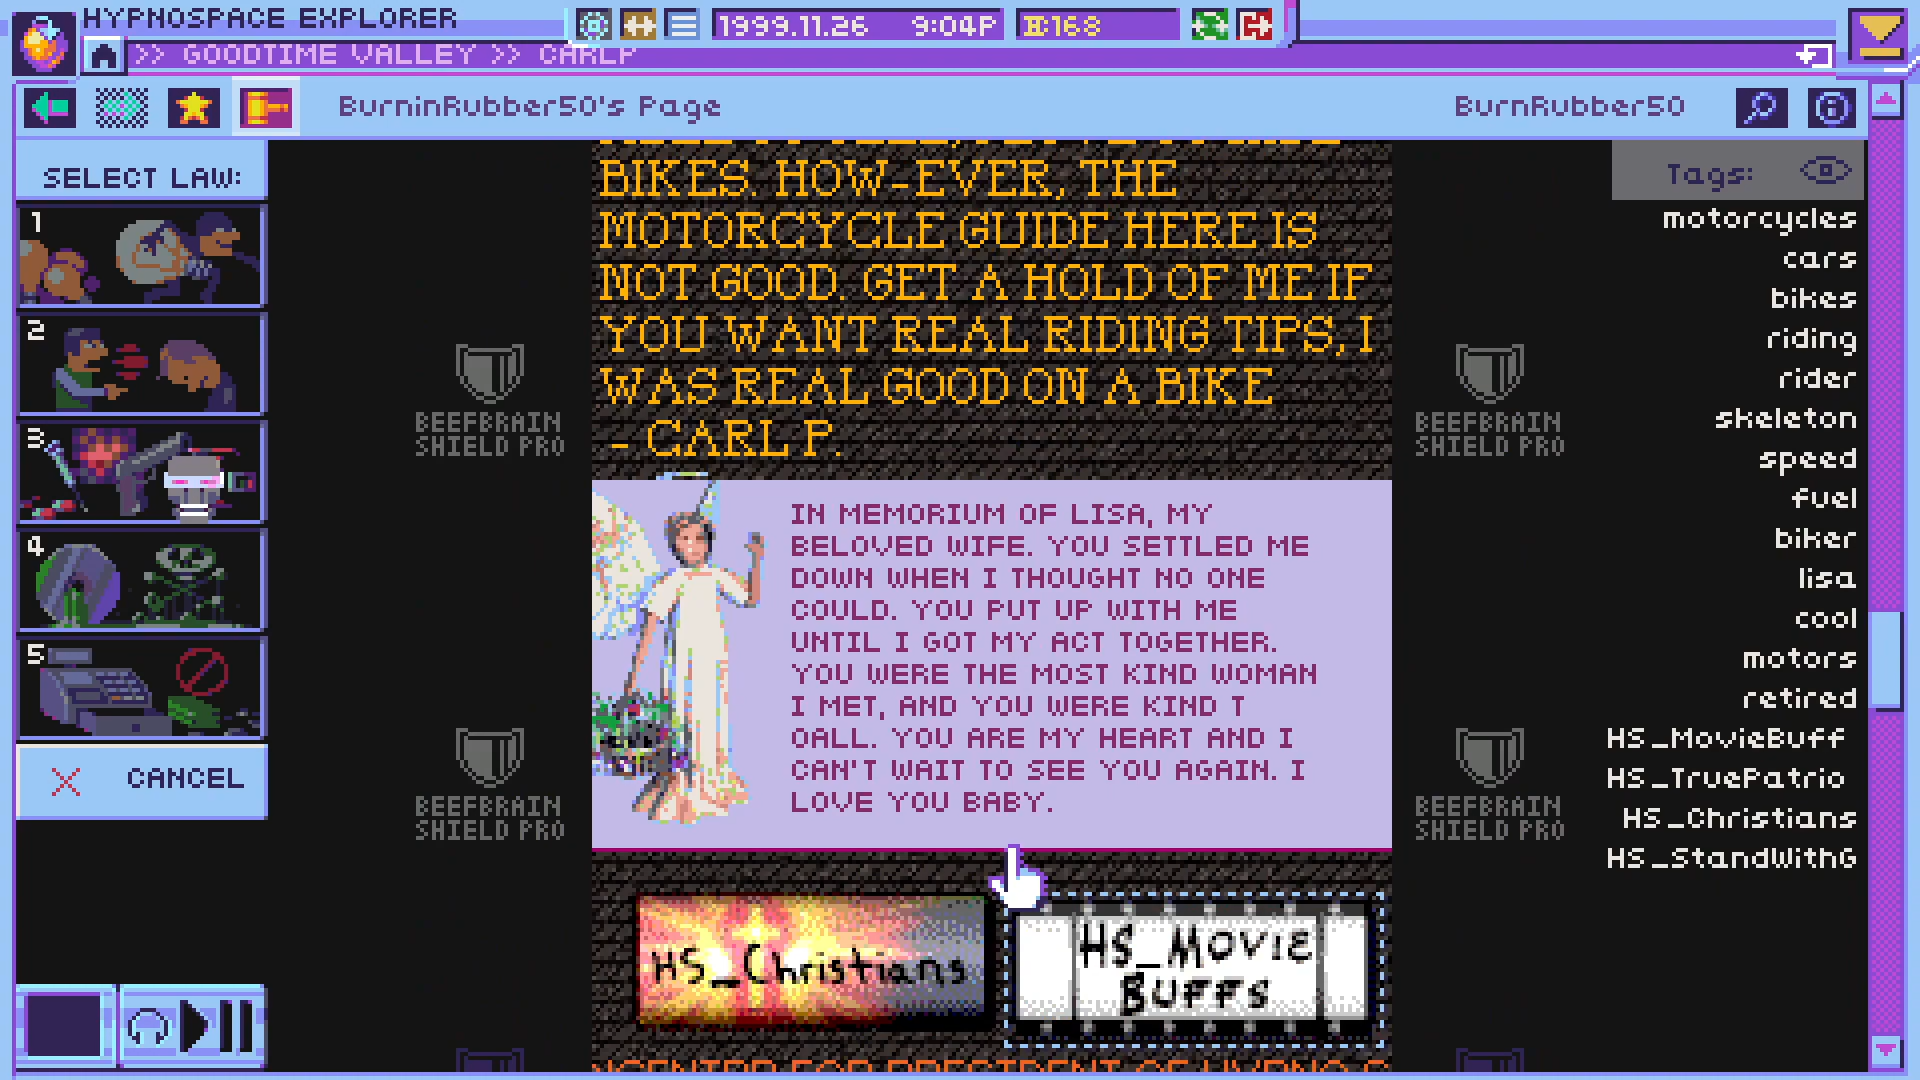 HYPNOSPACE EXPLORER
1999.11.26 9:04P
168
>> GOODTIME VALLEY >> CARLP
BurninRubber50's Page
BurnRubber50
SELECT LAW:
1
2
3
4
5
CANCEL
BIKES. HOW-EVER, THE
MOTORCYCLE GUIDE HERE IS
NOT GOOD. GET A HOLD OF ME IF
YOU WANT REAL RIDING TIPS, I
WAS REAL GOOD ON A BIKE
- CARL P.
BEEFBRAIN
SHIELD PRO
BEEFBRAIN
SHIELD PRO
IN MEMORIUM OF LISA, MY
BELOVED WIFE. YOU SETTLED ME
DOWN WHEN I THOUGHT NO ONE
COULD. YOU PUT UP WITH ME
UNTIL I GOT MY ACT TOGETHER.
YOU WERE THE MOST KIND WOMAN
I MET, AND YOU WERE KIND T
OALL. YOU ARE MY HEART AND I
CAN'T WAIT TO SEE YOU AGAIN. I
LOVE YOU BABY.
HS_Christians
HS_MOVIE
BUFFS
BEEFBRAIN
SHIELD PRO
BEEFBRAIN
SHIELD PRO
Tags:
motorcycles
cars
bikes
riding
rider
skeleton
speed
fuel
biker
lisa
cool
motors
retired
HS_MovieBuff
HS_TruePatrio
HS_Christians
HS_StandWithG